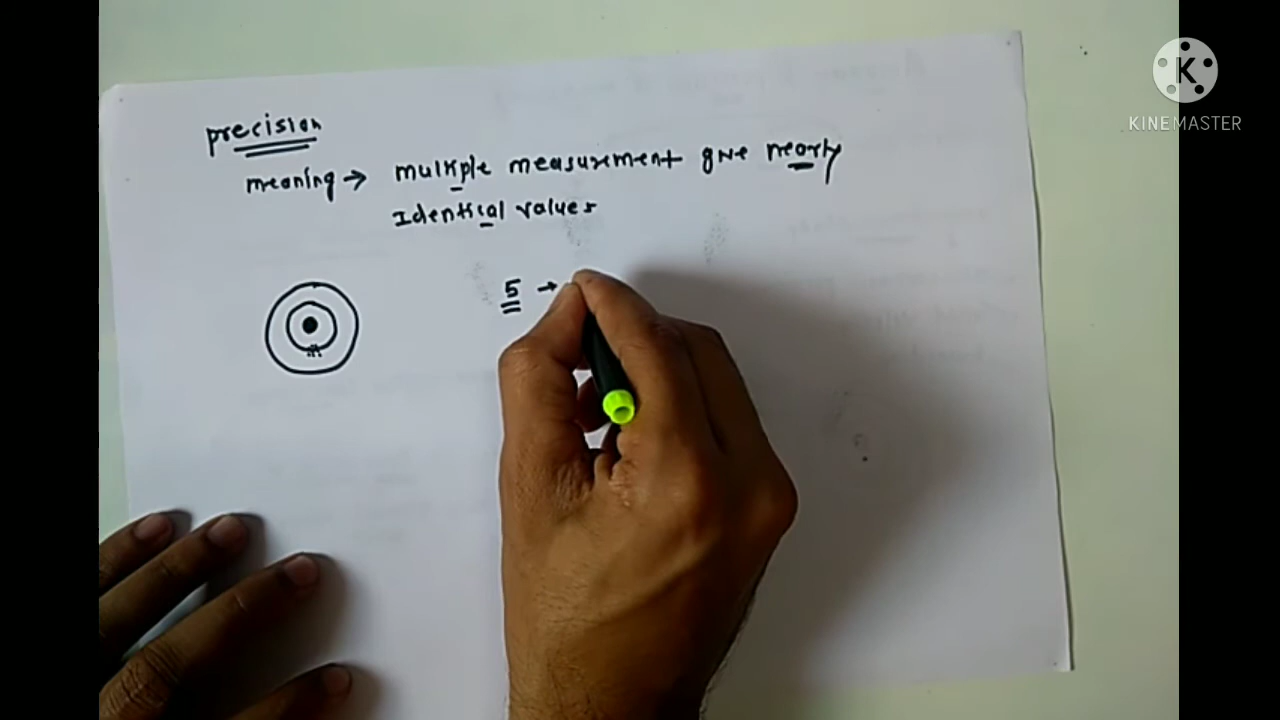 precision
meaning → multiple measurement give nearly
Identical values
5 →
K
KINEMASTER